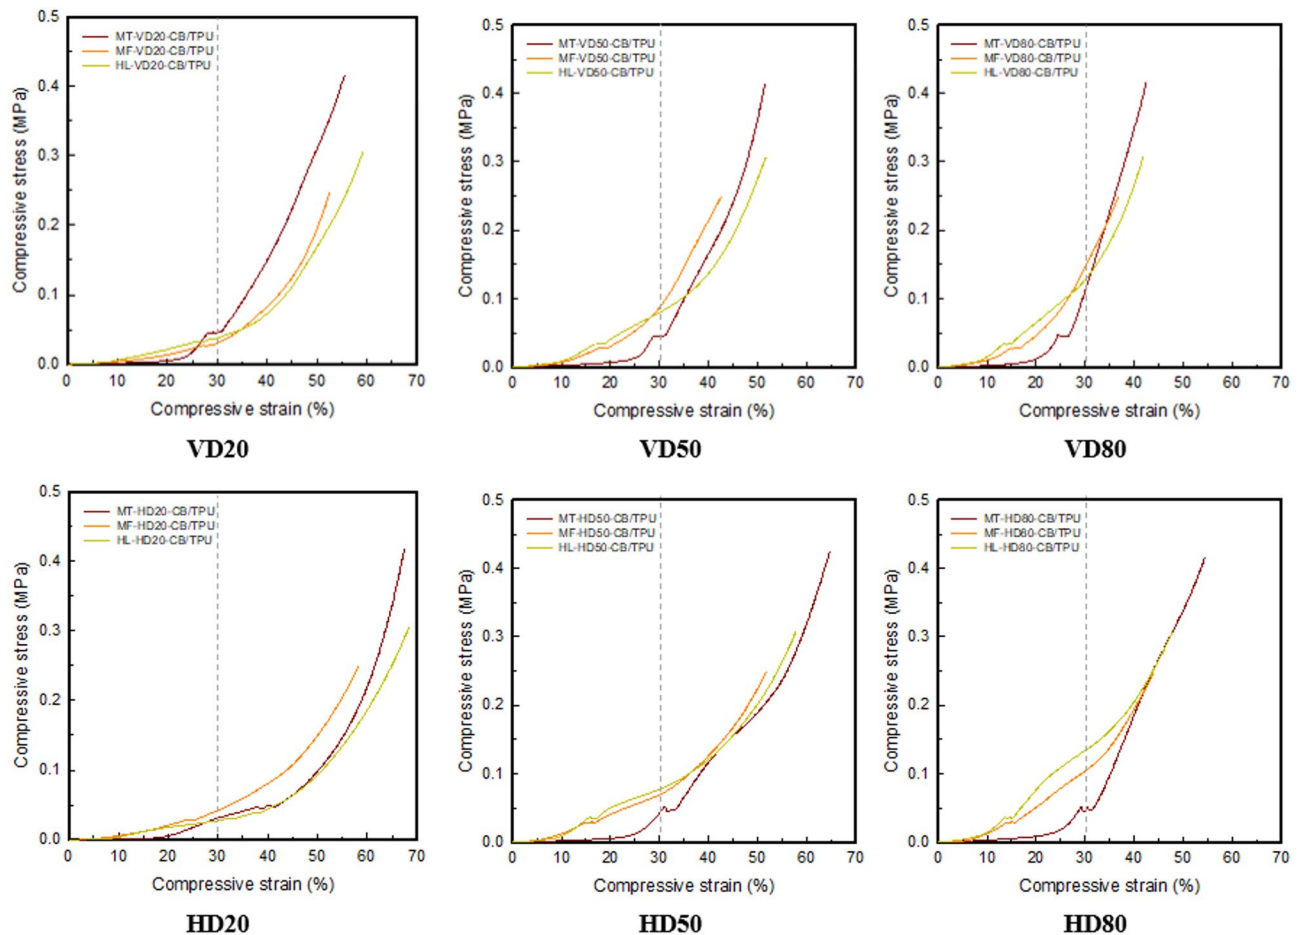 0.5
0.4
0.3
0.2
0.1
0.0
Compressive stress (MPa)
MT-VD20-CB/TPU
MF-VD20-CB/TPU
HL-VD20-CB/TPU
0 10 20 30 40 50 60 70
Compressive strain (%)
VD20
0.5
0.4
0.3
0.2
0.1
0.0
Compressive stress (MPa)
MT-VD50-CB/TPU
MF-VD50-CB/TPU
HL-VD50-CB/TPU
0 10 20 30 40 50 60 70
Compressive strain (%)
VD50
0.5
0.4
0.3
0.2
0.1
0.0
Compressive stress (MPa)
MT-VD80-CB/TPU
MF-VD80-CB/TPU
HL-VD80-CB/TPU
0 10 20 30 40 50 60 70
Compressive strain (%)
VD80
0.5
0.4
0.3
0.2
0.1
0.0
Compressive stress (MPa)
MT-HD20-CB/TPU
MF-HD20-CB/TPU
HL-HD20-CB/TPU
0 10 20 30 40 50 60 70
Compressive strain (%)
HD20
0.5
0.4
0.3
0.2
0.1
0.0
Compressive stress (MPa)
MT-HD50-CB/TPU
MF-HD50-CB/TPU
HL-HD50-CB/TPU
0 10 20 30 40 50 60 70
Compressive strain (%)
HD50
0.5
0.4
0.3
0.2
0.1
0.0
Compressive stress (MPa)
MT-HD80-CB/TPU
MF-HD80-CB/TPU
HL-HD80-CB/TPU
0 10 20 30 40 50 60 70
Compressive strain (%)
HD80